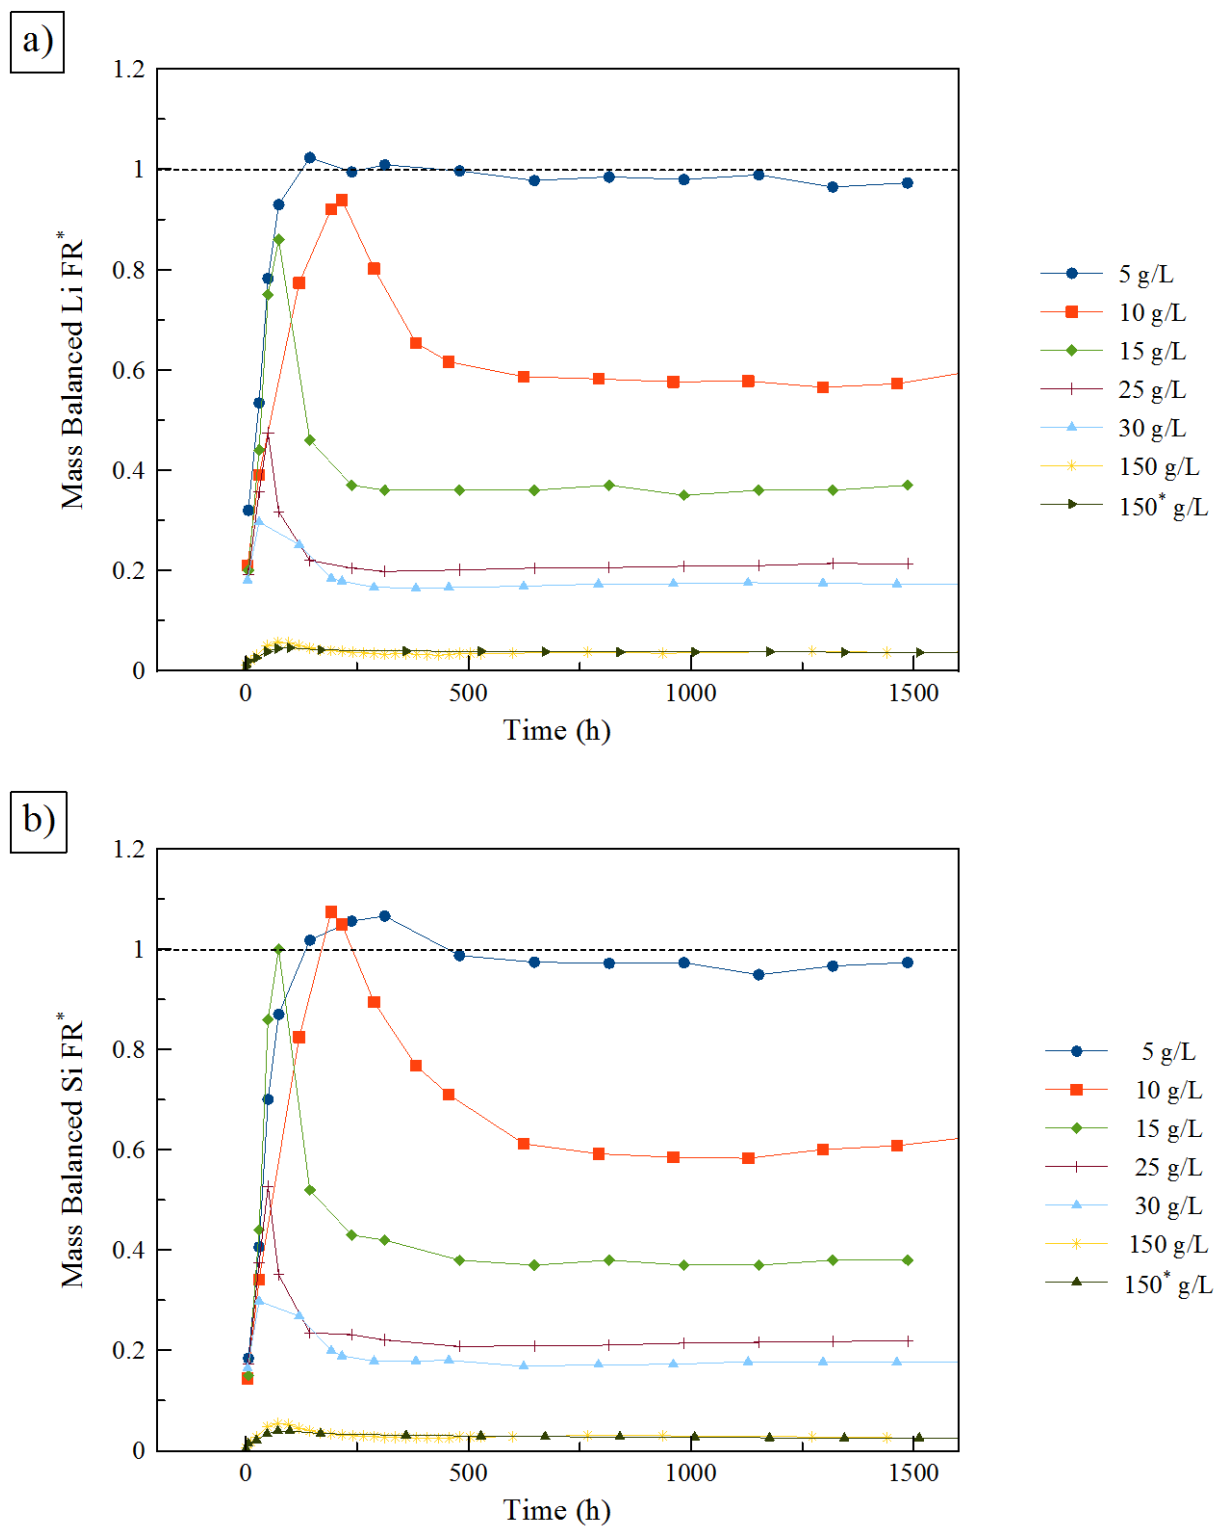 a)
Mass Balanced Li FR*
1.2
1
0.8
0.6
0.4
0.2
0
0 500 1000 1500
Time (h)
5 g/L
10 g/L
15 g/L
25 g/L
30 g/L
150 g/L
150* g/L
b)
Mass Balanced Si FR*
1.2
1
0.8
0.6
0.4
0.2
0
0 500 1000 1500
Time (h)
5 g/L
10 g/L
15 g/L
25 g/L
30 g/L
150 g/L
150* g/L